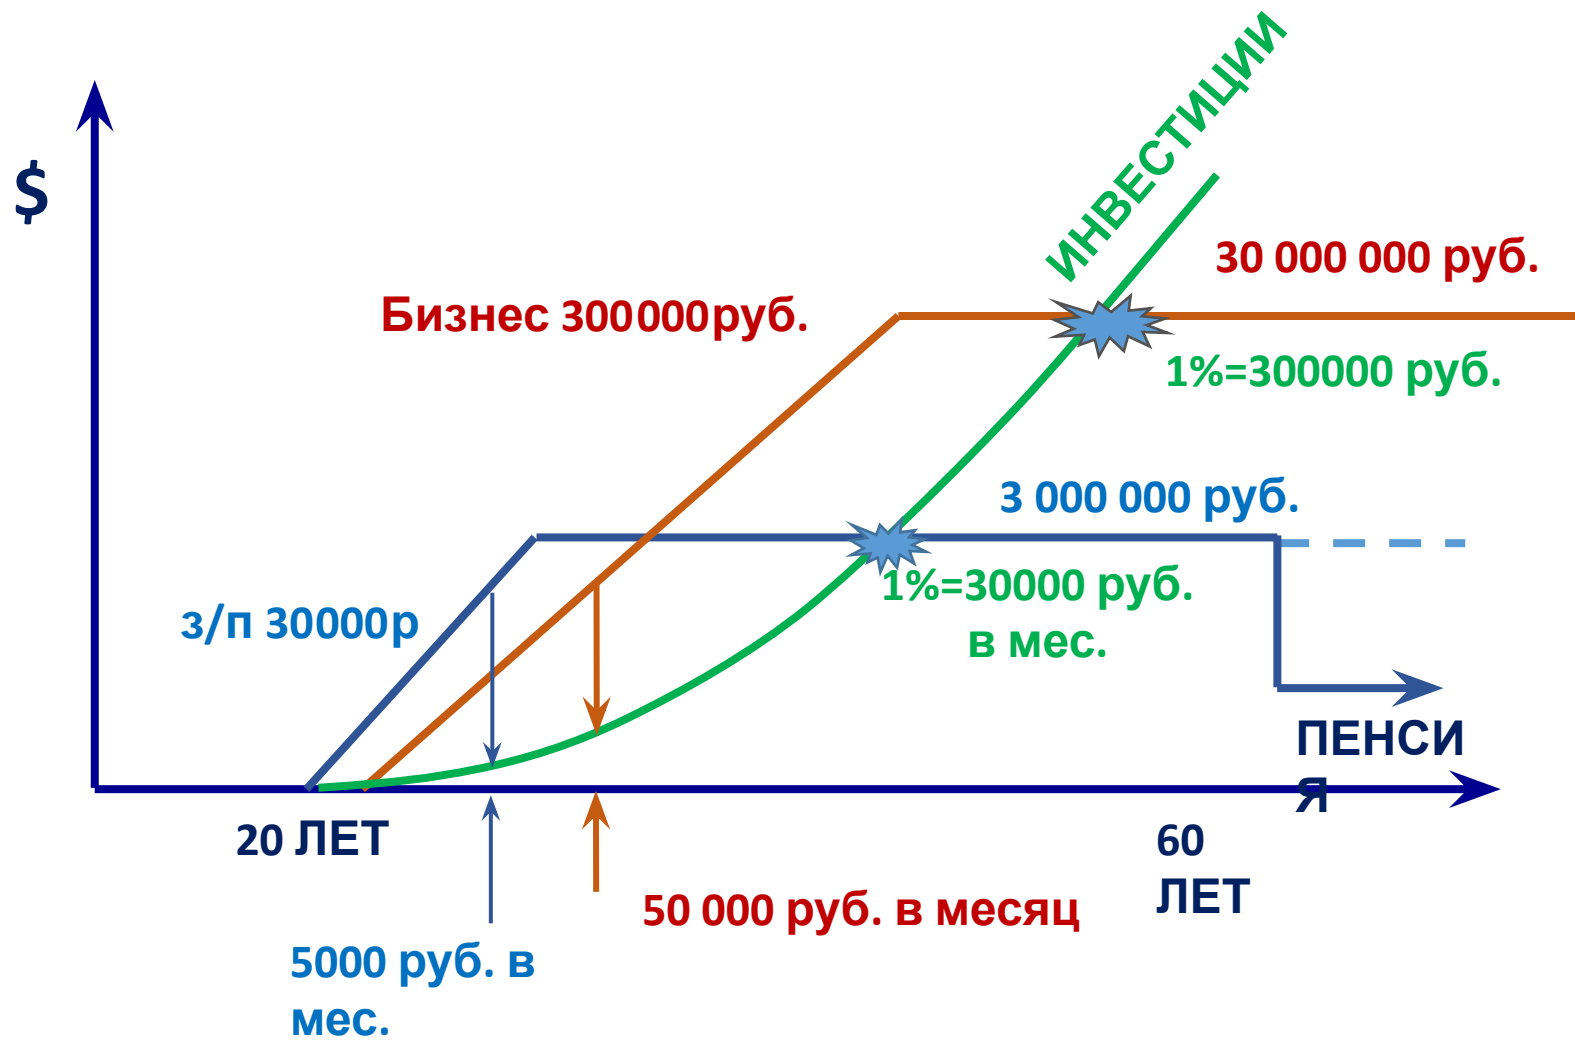 ИНВЕСТИЦИИ
$
30 000 000 руб.
Бизнес 300000руб.
1%=300000 руб.
3 000 000 руб.
1%=30000 руб.
в мес.
з/п 30000р
ПЕНСИ
Я
20 ЛЕТ
60
ЛЕТ
50 000 руб. в месяц
5000 руб. в
мес.